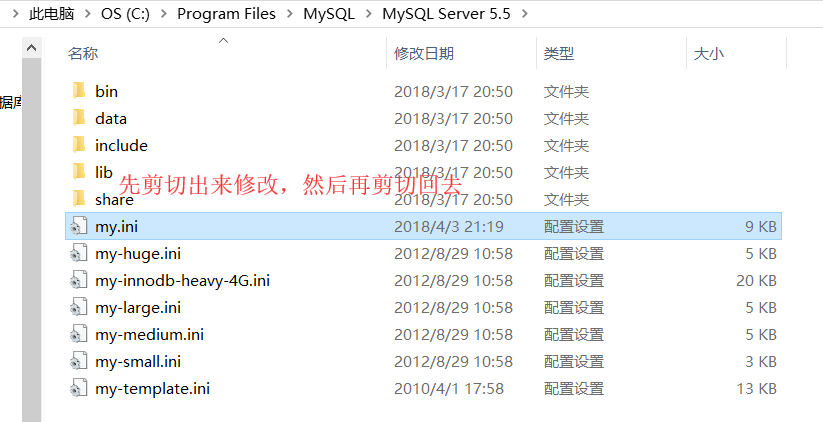 此电脑 > OS (C:) > Program Files > MySQL > MySQL Server 5.5 >
名称 修改日期 类型 大小
据库
bin 2018/3/17 20:50 文件夹
data 2018/3/17 20:50 文件夹
include 2018/3/17 20:50 文件夹
lib 2018/3/17 20:50 文件夹
先剪切出来修改，然后再剪切回去
share 2018/3/17 20:50 文件夹
my.ini 2018/4/3 21:19 配置设置 9 KB
my-huge.ini 2012/8/29 10:58 配置设置 5 KB
my-innodb-heavy-4G.ini 2012/8/29 10:58 配置设置 20 KB
my-large.ini 2012/8/29 10:58 配置设置 5 KB
my-medium.ini 2012/8/29 10:58 配置设置 5 KB
my-small.ini 2012/8/29 10:58 配置设置 3 KB
my-template.ini 2010/4/1 17:58 配置设置 13 KB